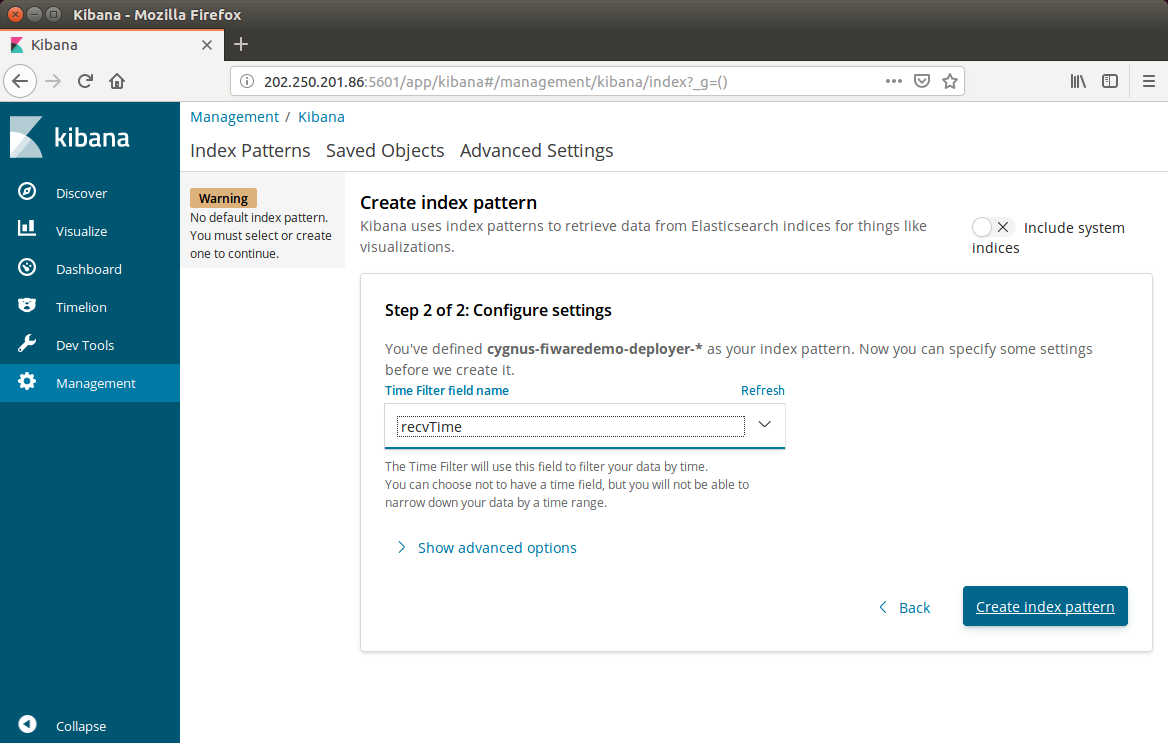 Kibana - Mozilla Firefox
Kibana
202.250.201.86:5601/app/kibana#/management/kibana/index?_g=()
kibana
Discover
Visualize
Dashboard
Timelion
Dev Tools
Management
Collapse
Management / Kibana
Index Patterns Saved Objects Advanced Settings
Warning
No default index pattern.
You must select or create
one to continue.
Create index pattern
Kibana uses index patterns to retrieve data from Elasticsearch indices for things like
visualizations.
Include system
indices
Step 2 of 2: Configure settings
You've defined cygnus-fiwaredemo-deployer-* as your index pattern. Now you can specify some settings
before we create it.
Time Filter field name Refresh
recvTime
The Time Filter will use this field to filter your data by time.
You can choose not to have a time field, but you will not be able to
narrow down your data by a time range.
Show advanced options
Back Create index pattern